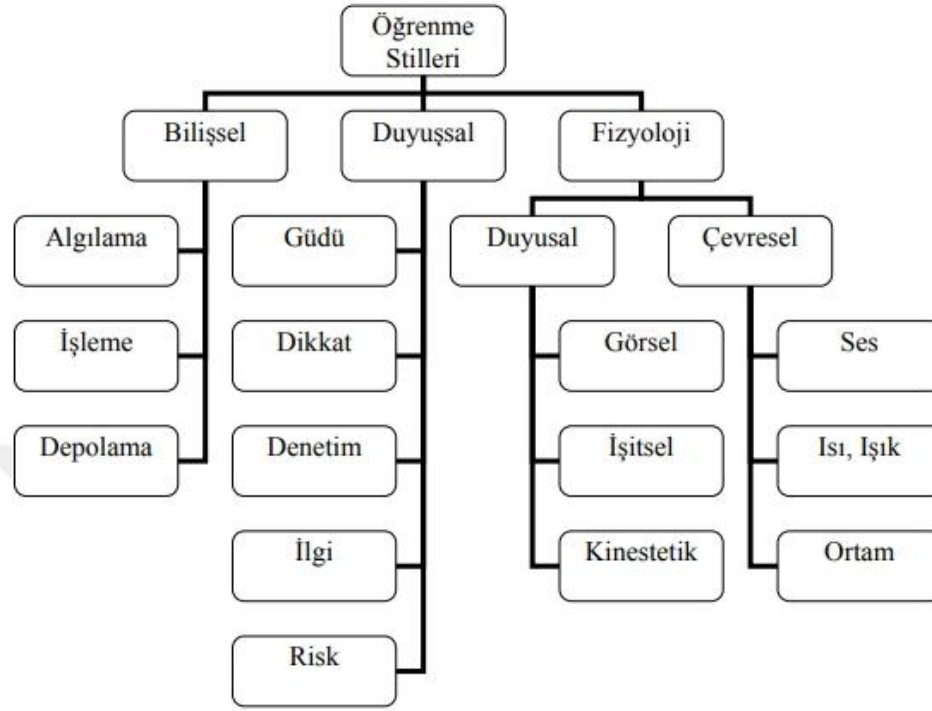 Öğrenme
Stilleri
Bilişsel
Duyuşsal
Fizyoloji
Algılama
Güdü
Duyusal
Çevresel
İşleme
Dikkat
Görsel
Ses
Depolama
Denetim
İşitsel
Isı, Işık
İlgi
Kinestetik
Ortam
Risk